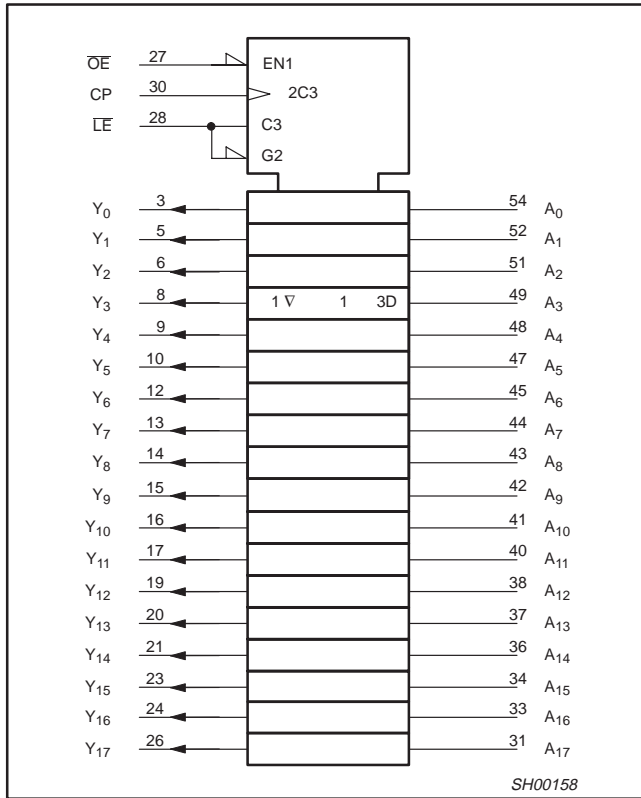 O̅E̅ 27 EN1
CP 30 2C3
L̅E̅ 28 C3
G2
Y0 3 54 A0
Y1 5 52 A1
Y2 6 51 A2
Y3 8 1 ∇ 1 3D 49 A3
Y4 9 48 A4
Y5 10 47 A5
Y6 12 45 A6
Y7 13 44 A7
Y8 14 43 A8
Y9 15 42 A9
Y10 16 41 A10
Y11 17 40 A11
Y12 19 38 A12
Y13 20 37 A13
Y14 21 36 A14
Y15 23 34 A15
Y16 24 33 A16
Y17 26 31 A17
SH00158